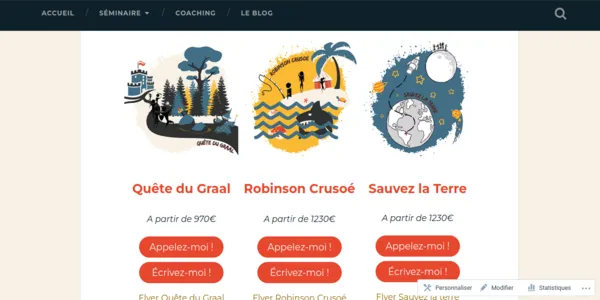 ACCUEIL
SÉMINAIRE
COACHING
LE BLOG
QUÊTE DU GRAAL
ROBINSON CRUSOÉ
SAUVEZ LA TERRE
Quête du Graal
Robinson Crusoé
Sauvez la Terre
A partir de 970€
A partir de 1230€
A partir de 1230€
Appelez-moi !
Appelez-moi !
Appelez-moi !
Écrivez-moi !
Écrivez-moi !
Écrivez-moi !
Flyer Quête du Graal
Flyer Robinson Crusoé
Flyer Sauvez la terre
Personnaliser
Modifier
Statistiques